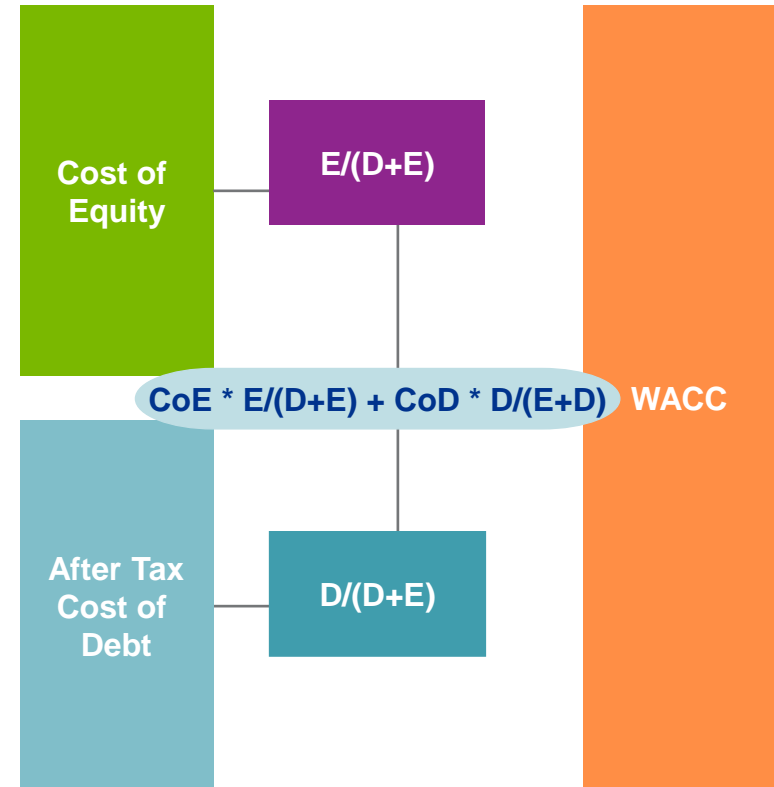 Cost of
Equity
E/(D+E)
CoE * E/(D+E) + CoD * D/(E+D)
WACC
After Tax
Cost of
Debt
D/(D+E)